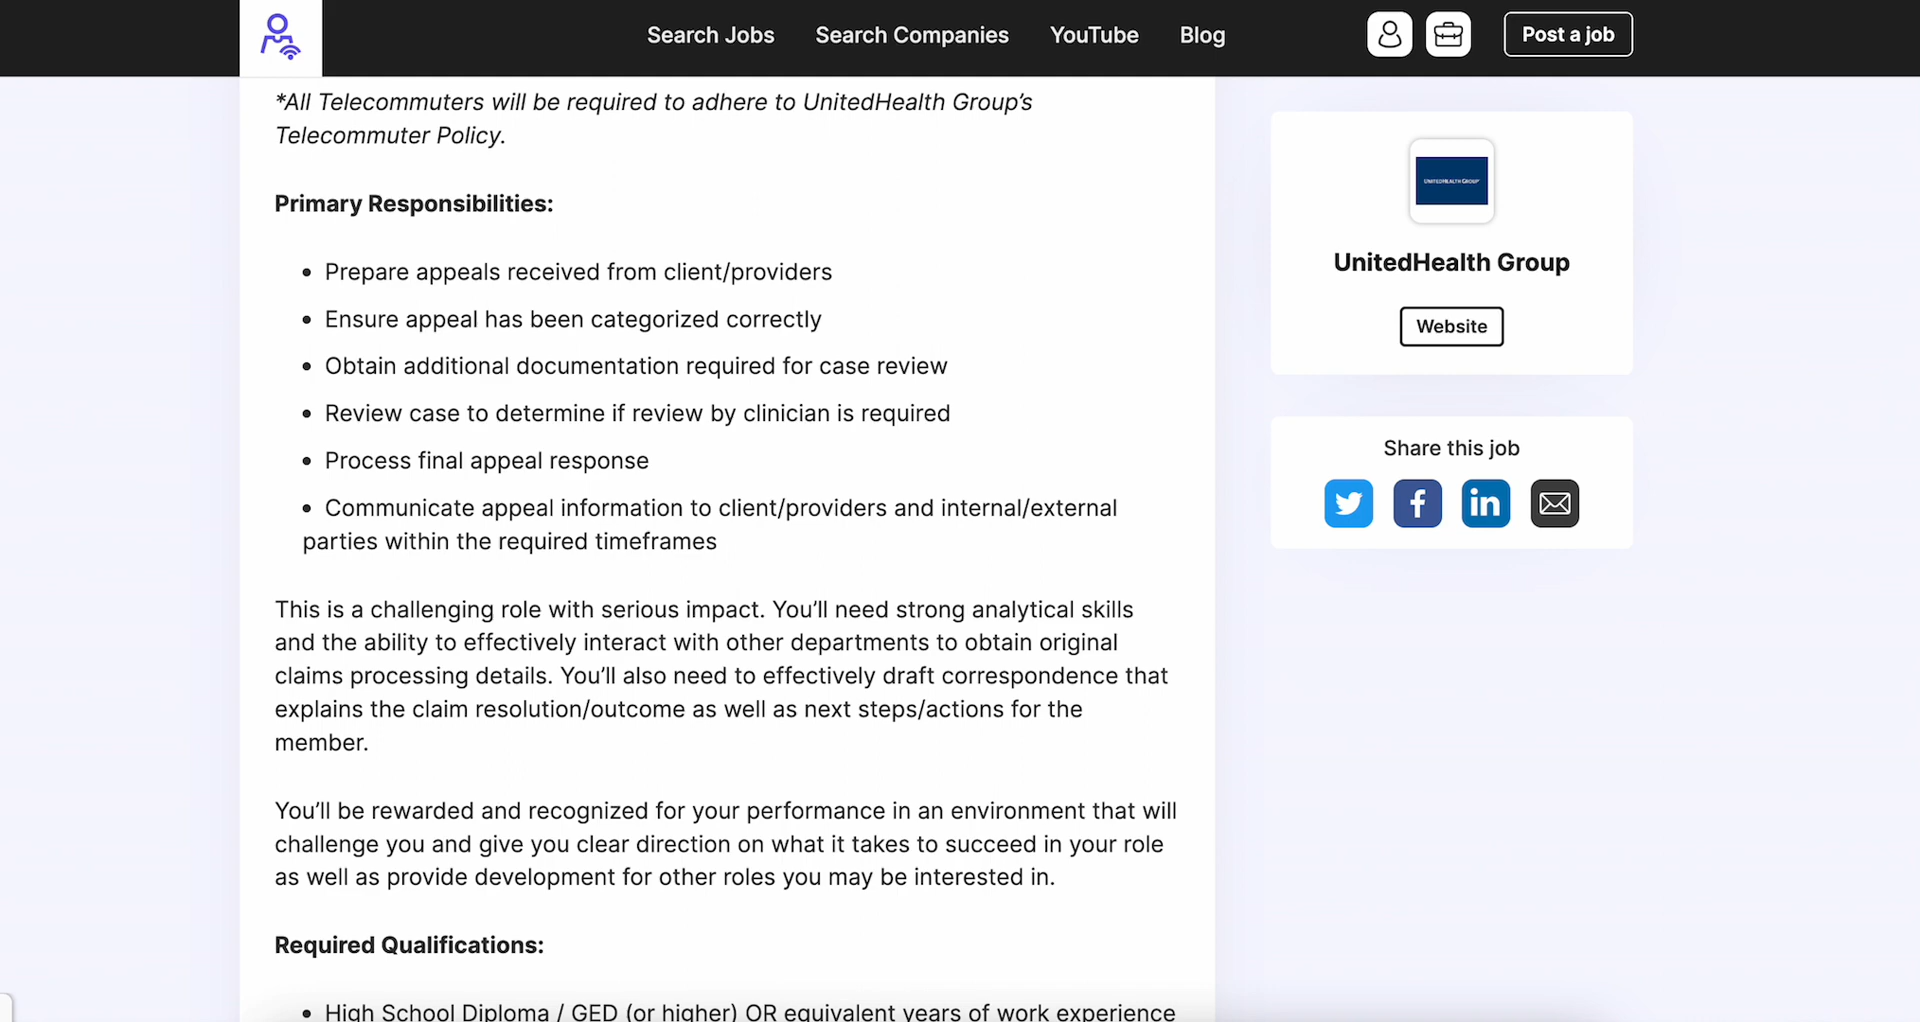 Search Jobs
Search Companies
YouTube
Blog
Post a job
*All Telecommuters will be required to adhere to UnitedHealth Group’s
Telecommuter Policy.
Primary Responsibilities:
• Prepare appeals received from client/providers
• Ensure appeal has been categorized correctly
• Obtain additional documentation required for case review
• Review case to determine if review by clinician is required
• Process final appeal response
• Communicate appeal information to client/providers and internal/external
parties within the required timeframes
This is a challenging role with serious impact. You’ll need strong analytical skills
and the ability to effectively interact with other departments to obtain original
claims processing details. You’ll also need to effectively draft correspondence that
explains the claim resolution/outcome as well as next steps/actions for the
member.
You’ll be rewarded and recognized for your performance in an environment that will
challenge you and give you clear direction on what it takes to succeed in your role
as well as provide development for other roles you may be interested in.
Required Qualifications:
• High School Diploma / GED (or higher) OR equivalent years of work experience
UNITEDHEALTH GROUP
UnitedHealth Group
Website
Share this job